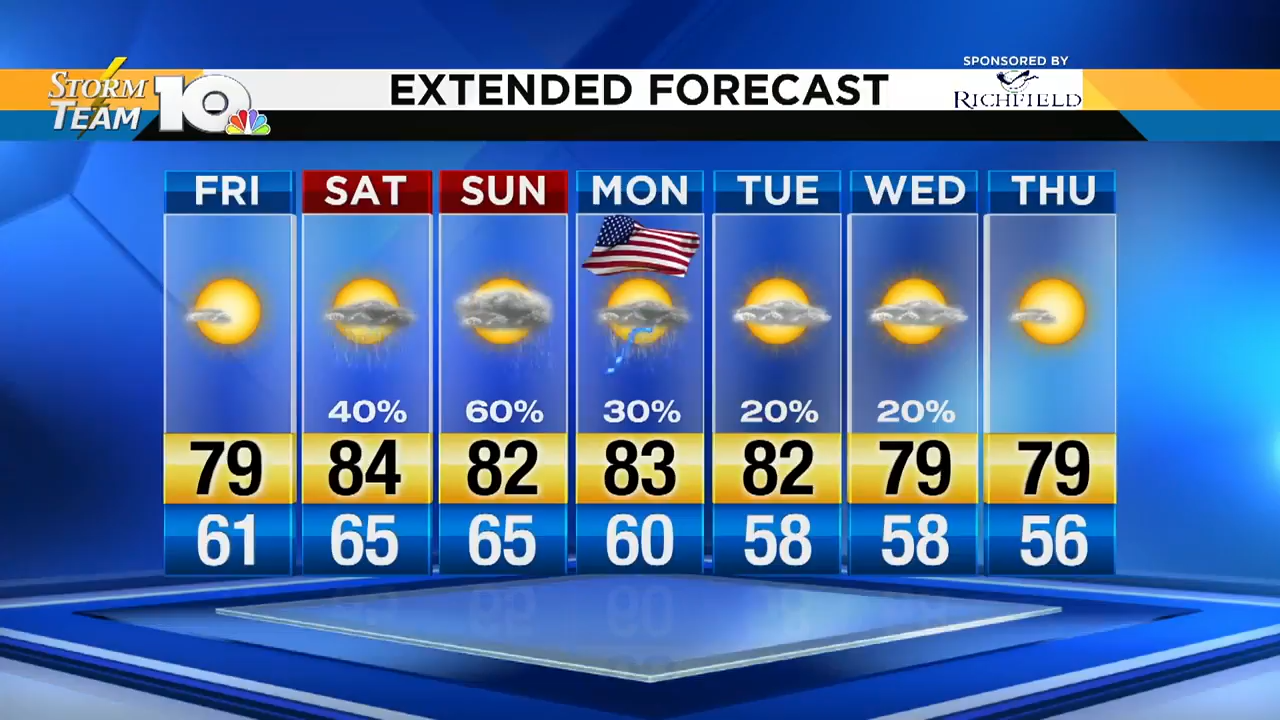 SPONSORED BY
STORM
TEAM 10
EXTENDED FORECAST
RICHFIELD
FRI SAT SUN MON TUE WED THU
40% 60% 30% 20% 20%
79 84 82 83 82 79 79
61 65 65 60 58 58 56